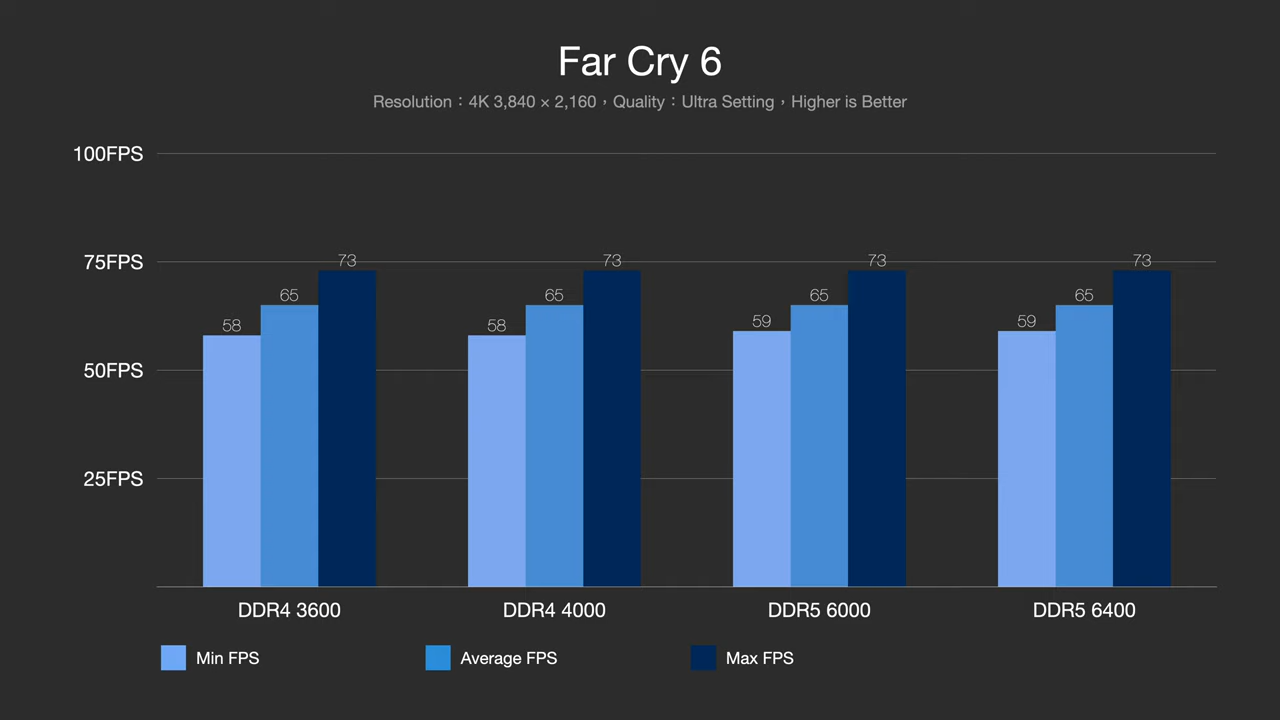 Far Cry 6
Resolution：4K 3,840 × 2,160，Quality：Ultra Setting，Higher is Better
100FPS
75FPS
50FPS
25FPS
58 65 73
58 65 73
59 65 73
59 65 73
DDR4 3600 DDR4 4000 DDR5 6000 DDR5 6400
Min FPS Average FPS Max FPS